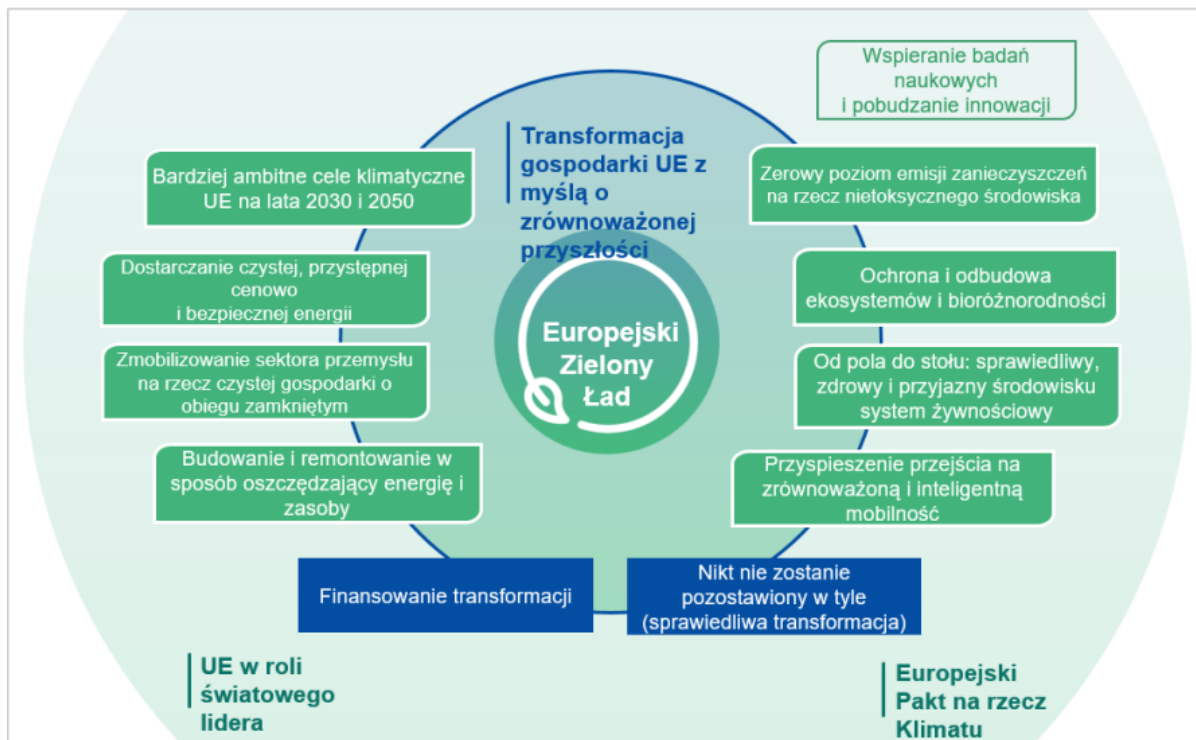 Wspieranie badań
naukowych
i pobudzanie innowacji
Transformacja
gospodarki UE z
myślą o
zrównoważonej
przyszłości
Bardziej ambitne cele klimatyczne
UE na lata 2030 i 2050
Zerowy poziom emisji zanieczyszczeń
na rzecz nietoksycznego środowiska
Dostarczanie czystej, przystępnej
cenowo
i bezpiecznej energii
Ochrona i odbudowa
ekosystemów i bioróżnorodności
Europejski
Zielony
Ład
Zmobilizowanie sektora przemysłu
na rzecz czystej gospodarki o
obiegu zamkniętym
Od pola do stołu: sprawiedliwy,
zdrowy i przyjazny środowisku
system żywnościowy
Budowanie i remontowanie w
sposób oszczędzający energię i
zasoby
Przyspieszenie przejścia na
zrównoważoną i inteligentną
mobilność
Finansowanie transformacji
Nikt nie zostanie
pozostawiony w tyle
(sprawiedliwa transformacja)
UE w roli
światowego
lidera
Europejski
Pakt na rzecz
Klimatu